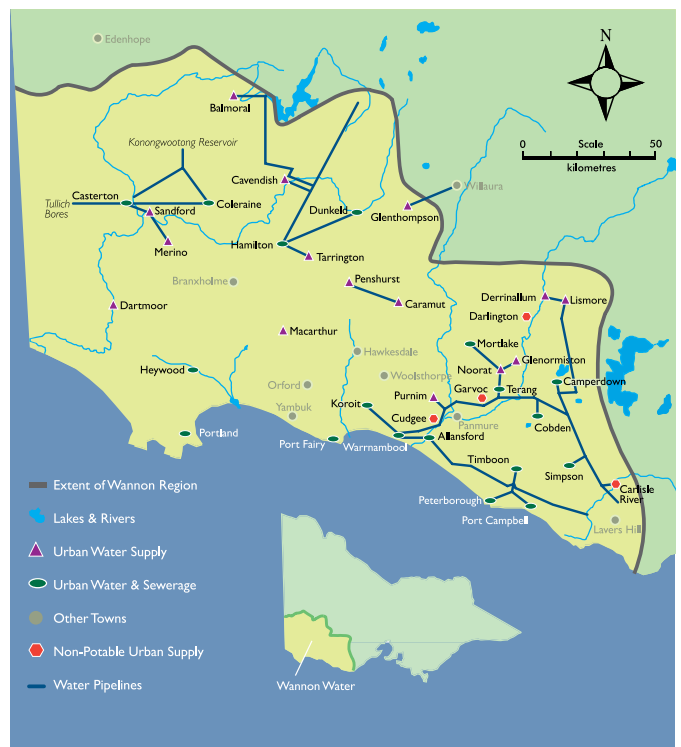 Edenhope
N
Balmoral
Konongwootong Reservoir
0 Scale 50
kilometres
Cavendish
Willaura
Casterton
Tullich
Bores
Sandford
Coleraine
Dunkeld
Glenthompson
Merino
Hamilton
Tarrington
Branxholme
Penshurst
Caramut
Derrinallum
Lismore
Dartmoor
Darlington
Macarthur
Mortlake
Hawkesdale
Glenormiston
Heywood
Noorat
Woolsthorpe
Camperdown
Orford
Garvoc
Terang
Purnim
Koroit
Yambuk
Cudgee
Panmure
Cobden
Portland
Port Fairy
Warrnambool
Allansford
Timboon
Simpson
Extent of Wannon Region
Carlisle
River
Peterborough
Port Campbell
Lakes & Rivers
Lavers Hill
Urban Water Supply
Urban Water & Sewerage
Other Towns
Non-Potable Urban Supply
Water Pipelines
Wannon Water